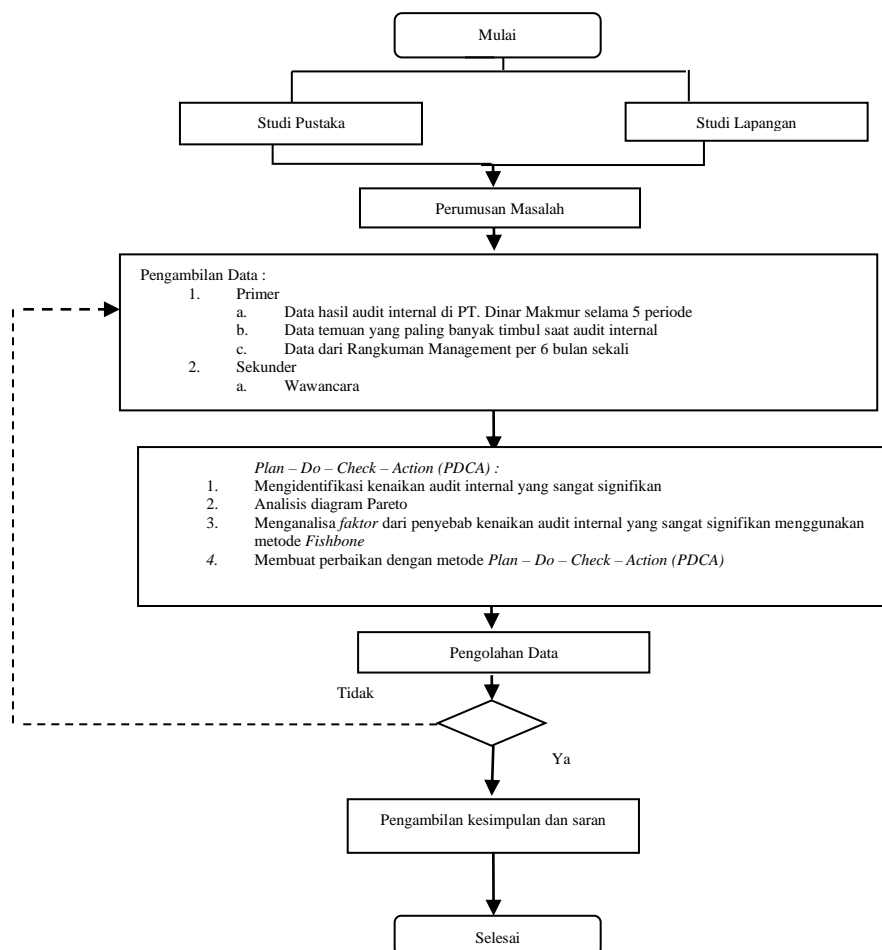 Mulai
Studi Pustaka
Studi Lapangan
Perumusan Masalah
Pengambilan Data :
1. Primer
a. Data hasil audit internal di PT. Dinar Makmur selama 5 periode
b. Data temuan yang paling banyak timbul saat audit internal
c. Data dari Rangkuman Management per 6 bulan sekali
2. Sekunder
a. Wawancara
Plan – Do – Check – Action (PDCA) :
1. Mengidentifikasi kenaikan audit internal yang sangat signifikan
2. Analisis diagram Pareto
3. Menganalisa faktor dari penyebab kenaikan audit internal yang sangat signifikan menggunakan
metode Fishbone
4. Membuat perbaikan dengan metode Plan – Do – Check – Action (PDCA)
Pengolahan Data
Tidak
Ya
Pengambilan kesimpulan dan saran
Selesai